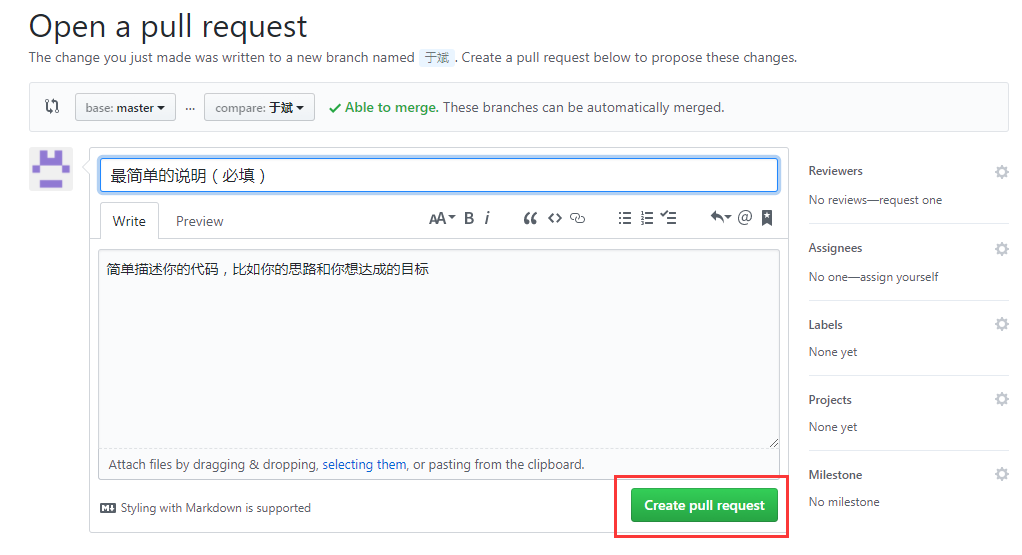 Open a pull request
The change you just made was written to a new branch named 于斌 . Create a pull request below to propose these changes.
base: master ... compare: 于斌 Able to merge. These branches can be automatically merged.
最简单的说明（必填）
Write Preview AA B i @
简单描述你的代码，比如你的思路和你想达成的目标
Attach files by dragging & dropping, selecting them, or pasting from the clipboard.
Styling with Markdown is supported
Create pull request
Reviewers
No reviews—request one
Assignees
No one—assign yourself
Labels
None yet
Projects
None yet
Milestone
No milestone